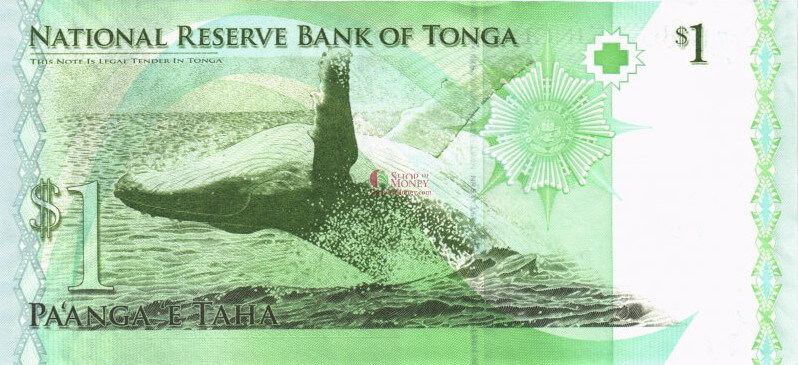 NATIONAL RESERVE BANK OF TONGA
THIS NOTE IS LEGAL TENDER IN TONGA
$1
SHOP OF
MONEY
$1
PA'ANGA 'E TAHA